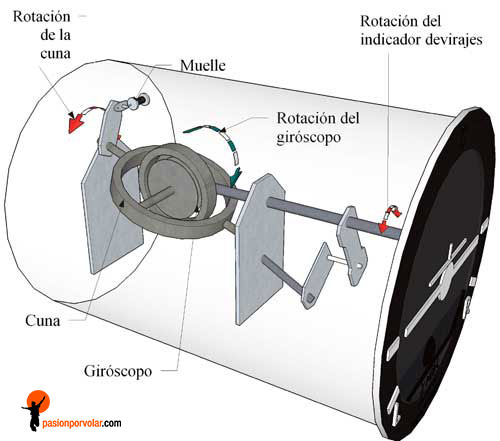 Rotación
de la
cuna
Muelle
Rotación del
indicador devirajes
Rotación del
giróscopo
Cuna
Giróscopo
pasionporvolar.com